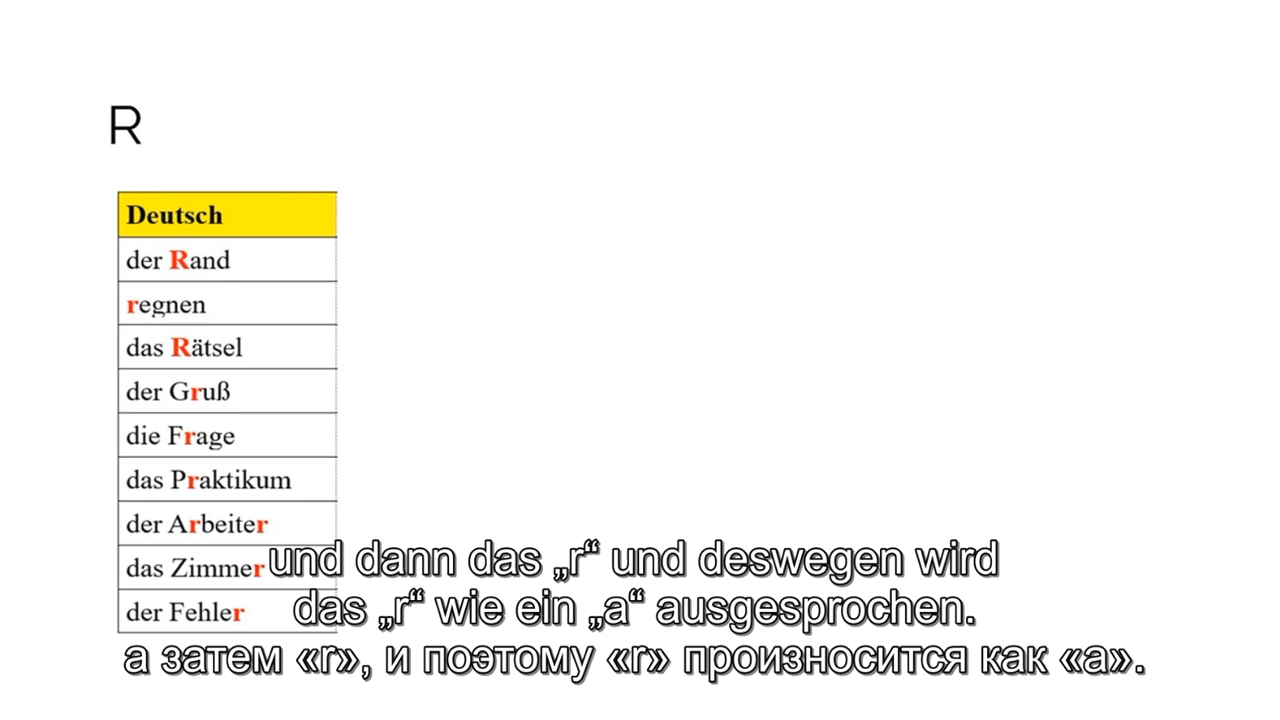 R
Deutsch
der Rand
regnen
das Rätsel
der Gruß
die Frage
das Praktikum
der Arbeiter
das Zimmer
der Fehler
und dann das „r“ und deswegen wird
das „r“ wie ein „a“ ausgesprochen.
а затем «r», и поэтому «r» произносится как «a».